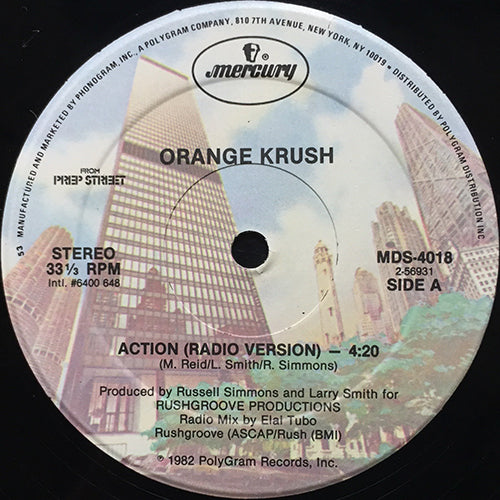 53 MANUFACTURED AND MARKETED BY PHONOGRAM, INC., A POLYGRAM COMPANY, 810 7TH AVENUE, NEW YORK, N.Y. 10019 • DISTRIBUTED BY POLYGRAM DISTRIBUTION INC
mercury
®
ORANGE KRUSH
FROM
PREP STREET
STEREO
33 1/3 RPM
Intl. #6400 648
MDS-4018
2-56931
SIDE A
ACTION (RADIO VERSION) — 4:20
(M. Reid/L. Smith/R. Simmons)
Produced by Russell Simmons and Larry Smith for
RUSHGROOVE PRODUCTIONS
Radio Mix by Elai Tubo
Rushgroove (ASCAP/Rush (BMI)
℗ 1982 PolyGram Records, Inc.